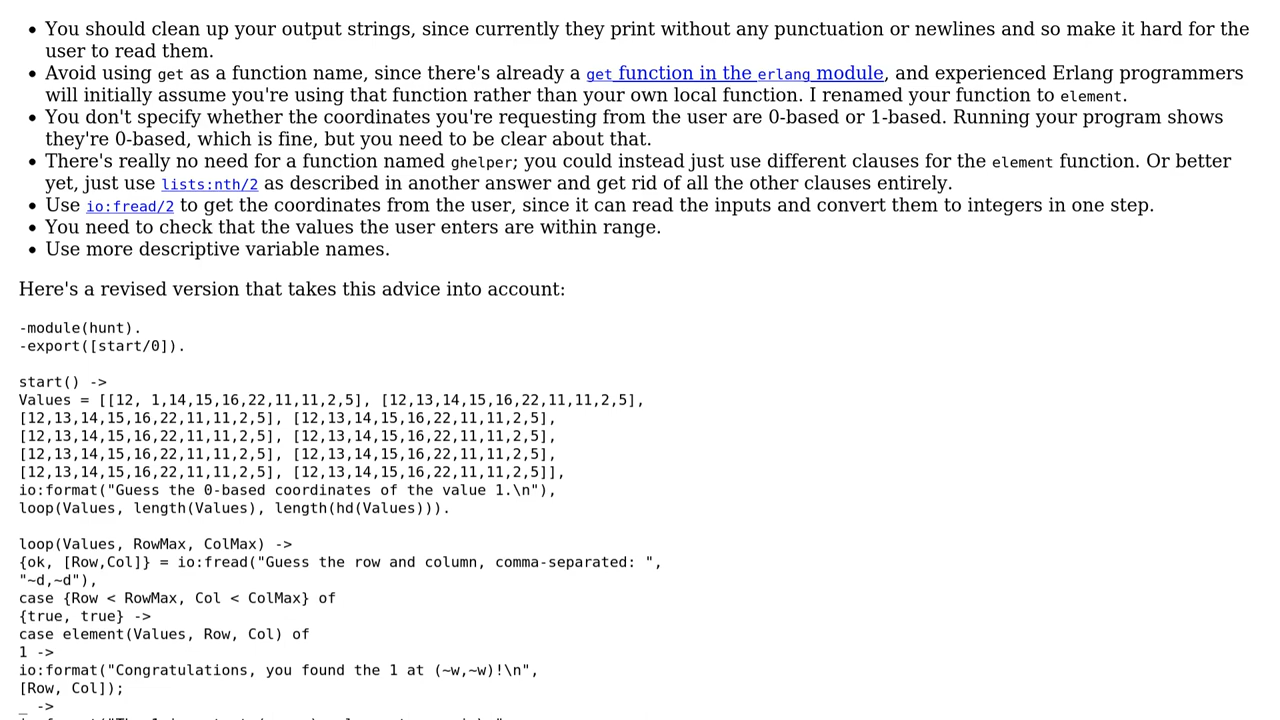 • You should clean up your output strings, since currently they print without any punctuation or newlines and so make it hard for the
user to read them.
• Avoid using get as a function name, since there's already a get function in the erlang module, and experienced Erlang programmers
will initially assume you're using that function rather than your own local function. I renamed your function to element.
• You don't specify whether the coordinates you're requesting from the user are 0-based or 1-based. Running your program shows
they're 0-based, which is fine, but you need to be clear about that.
• There's really no need for a function named ghelper; you could instead just use different clauses for the element function. Or better
yet, just use lists:nth/2 as described in another answer and get rid of all the other clauses entirely.
• Use io:fread/2 to get the coordinates from the user, since it can read the inputs and convert them to integers in one step.
• You need to check that the values the user enters are within range.
• Use more descriptive variable names.
Here's a revised version that takes this advice into account:
-module(hunt).
-export([start/0]).
start() ->
Values = [[12, 1,14,15,16,22,11,11,2,5], [12,13,14,15,16,22,11,11,2,5],
[12,13,14,15,16,22,11,11,2,5], [12,13,14,15,16,22,11,11,2,5],
[12,13,14,15,16,22,11,11,2,5], [12,13,14,15,16,22,11,11,2,5],
[12,13,14,15,16,22,11,11,2,5], [12,13,14,15,16,22,11,11,2,5],
[12,13,14,15,16,22,11,11,2,5], [12,13,14,15,16,22,11,11,2,5]],
io:format("Guess the 0-based coordinates of the value 1.\n"),
loop(Values, length(Values), length(hd(Values))).
loop(Values, RowMax, ColMax) ->
{ok, [Row,Col]} = io:fread("Guess the row and column, comma-separated: ",
"~d,~d"),
case {Row < RowMax, Col < ColMax} of
{true, true} ->
case element(Values, Row, Col) of
1 ->
io:format("Congratulations, you found the 1 at (~w,~w)!\n",
[Row, Col]);
_ ->